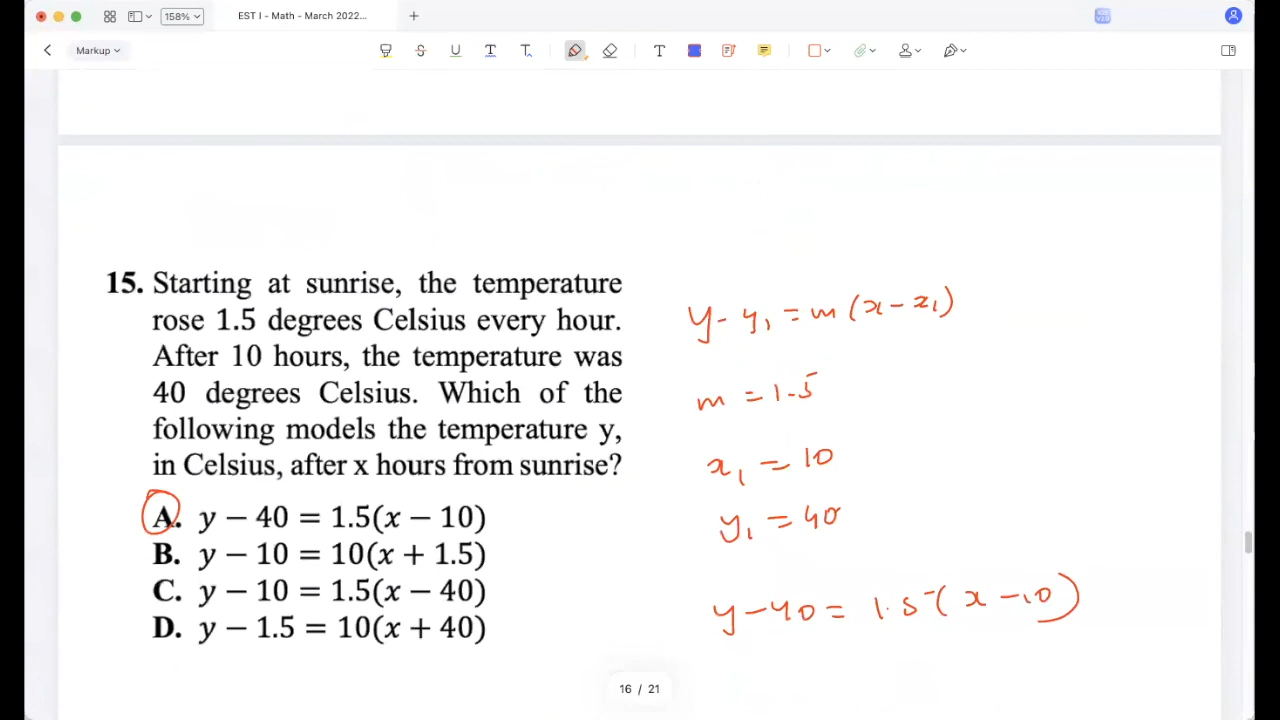 158%
EST I - Math - March 2022...
Markup
15. Starting at sunrise, the temperature
rose 1.5 degrees Celsius every hour.
After 10 hours, the temperature was
40 degrees Celsius. Which of the
following models the temperature y,
in Celsius, after x hours from sunrise?
A. y − 40 = 1.5(x − 10)
B. y − 10 = 10(x + 1.5)
C. y − 10 = 1.5(x − 40)
D. y − 1.5 = 10(x + 40)
y - y₁ = m (x - x₁)
m = 1.5
x₁ = 10
y₁ = 40
y - 40 = 1.5 (x - 10)
16 / 21